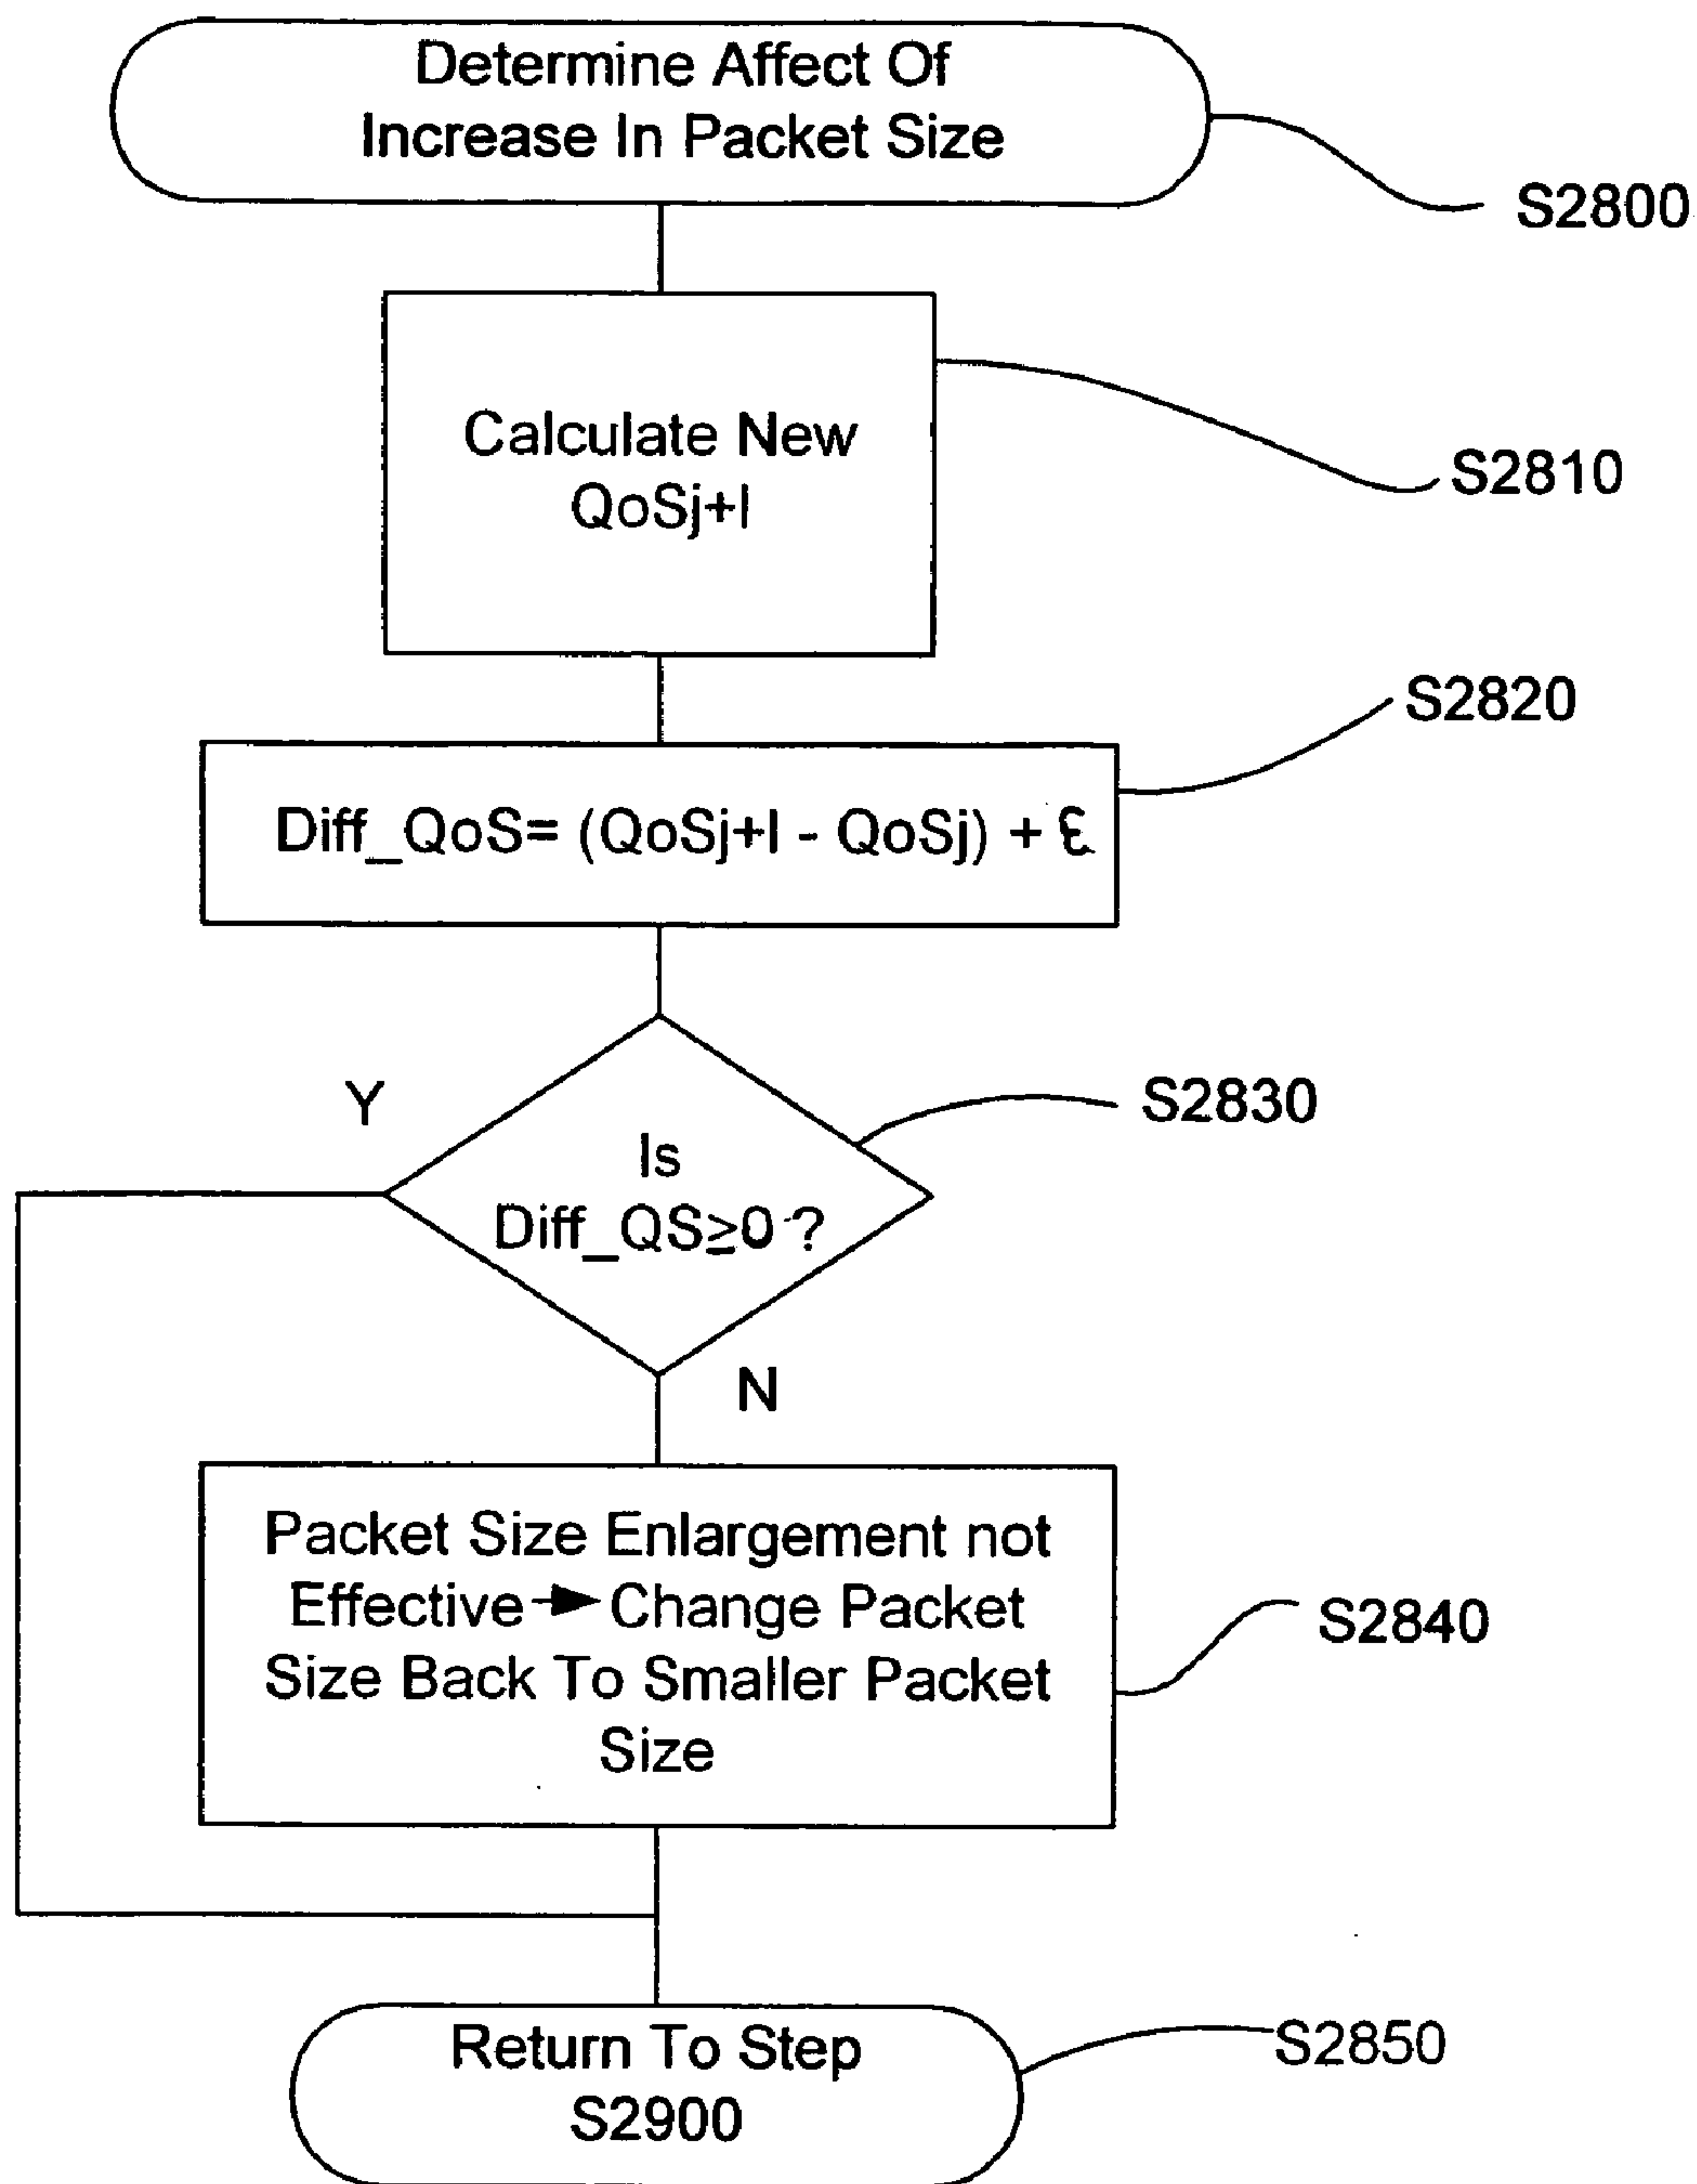 Determine Affect Of
Increase In Packet Size
S2800
Calculate New
QoSj+l
S2810
S2820
Diff_QoS= (QoSj+l - QoSj) + Ɛ
Y
S2830
Is
Diff_QS≥0 ?
N
Packet Size Enlargement not
Effective → Change Packet
Size Back To Smaller Packet
Size
S2840
Return To Step
S2900
S2850